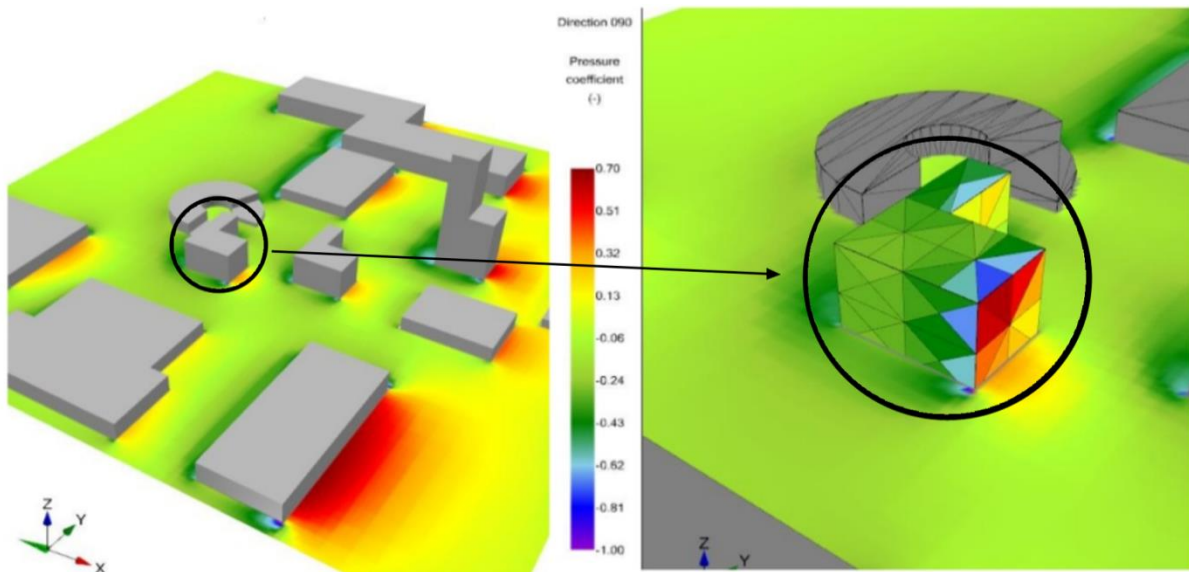 Direction 090
Pressure
coefficient
(-)
0.70
0.51
0.32
0.13
-0.06
-0.24
-0.43
-0.62
-0.81
-1.00
Z
Y
X
Z
Y